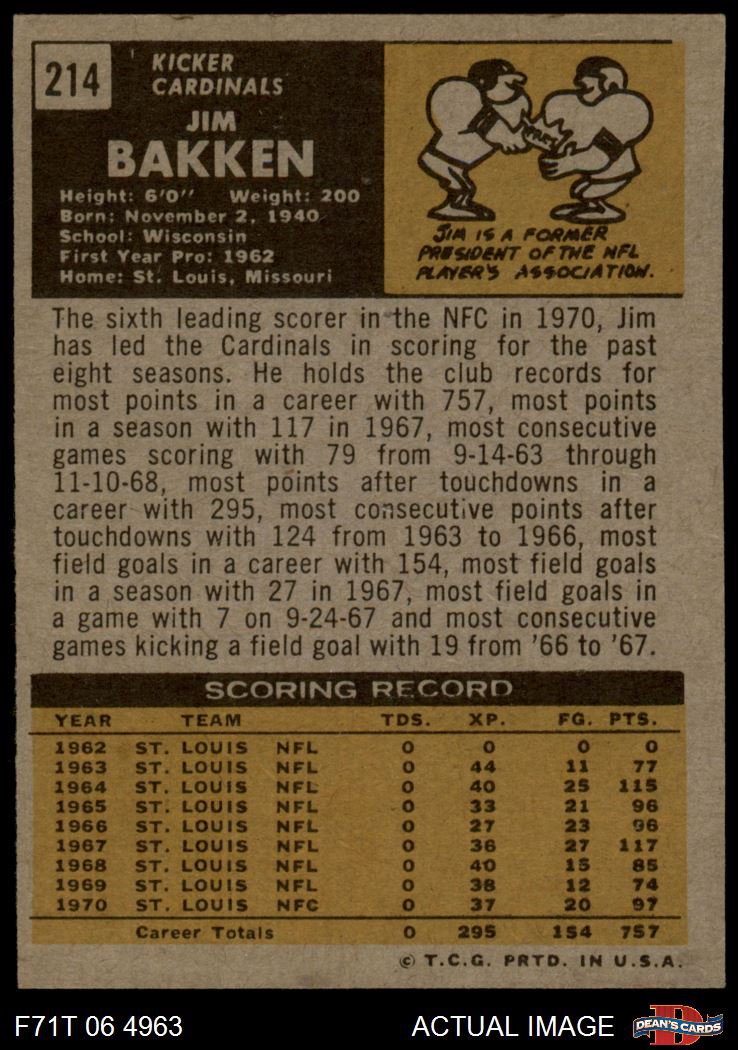 214
KICKER
CARDINALS
JIM
BAKKEN
Height: 6'0" Weight: 200
Born: November 2, 1940
School: Wisconsin
First Year Pro: 1962
Home: St. Louis, Missouri
JIM IS A FORMER
PRESIDENT OF THE NFL
PLAYER'S ASSOCIATION.
The sixth leading scorer in the NFC in 1970, Jim
has led the Cardinals in scoring for the past
eight seasons. He holds the club records for
most points in a career with 757, most points
in a season with 117 in 1967, most consecutive
games scoring with 79 from 9-14-63 through
11-10-68, most points after touchdowns in a
career with 295, most consecutive points after
touchdowns with 124 from 1963 to 1966, most
field goals in a career with 154, most field goals
in a season with 27 in 1967, most field goals in
a game with 7 on 9-24-67 and most consecutive
games kicking a field goal with 19 from '66 to '67.
SCORING RECORD
YEAR TEAM TDS. XP. FG. PTS.
1962 ST. LOUIS NFL 0 0 0 0
1963 ST. LOUIS NFL 0 44 11 77
1964 ST. LOUIS NFL 0 40 25 115
1965 ST. LOUIS NFL 0 33 21 96
1966 ST. LOUIS NFL 0 27 23 96
1967 ST. LOUIS NFL 0 36 27 117
1968 ST. LOUIS NFL 0 40 15 85
1969 ST. LOUIS NFL 0 38 12 74
1970 ST. LOUIS NFC 0 37 20 97
Career Totals 0 295 154 757
© T.C.G. PRTD. IN U.S.A.
F71T 06 4963 ACTUAL IMAGE
D
DEAN'S CARDS